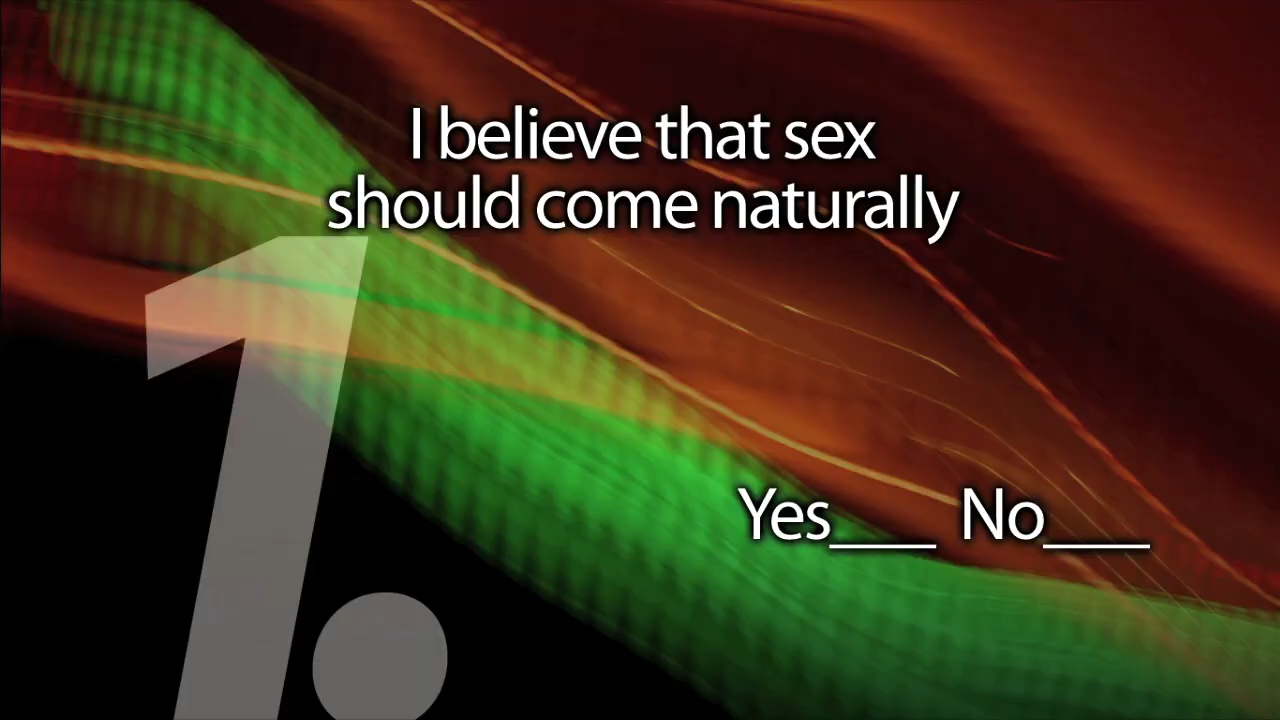 I believe that sex
should come naturally
1.
Yes___ No___